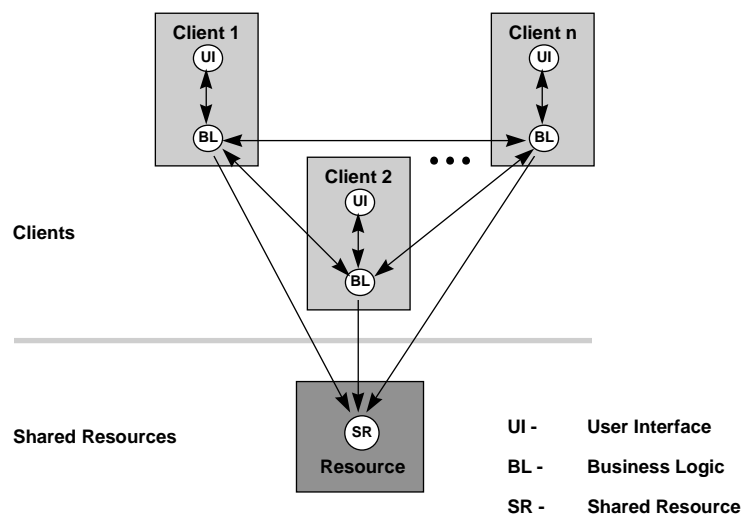 Client 1
UI
BL
Client n
UI
BL
Client 2
UI
BL
Clients
Shared Resources
SR
Resource
UI - User Interface
BL - Business Logic
SR - Shared Resource